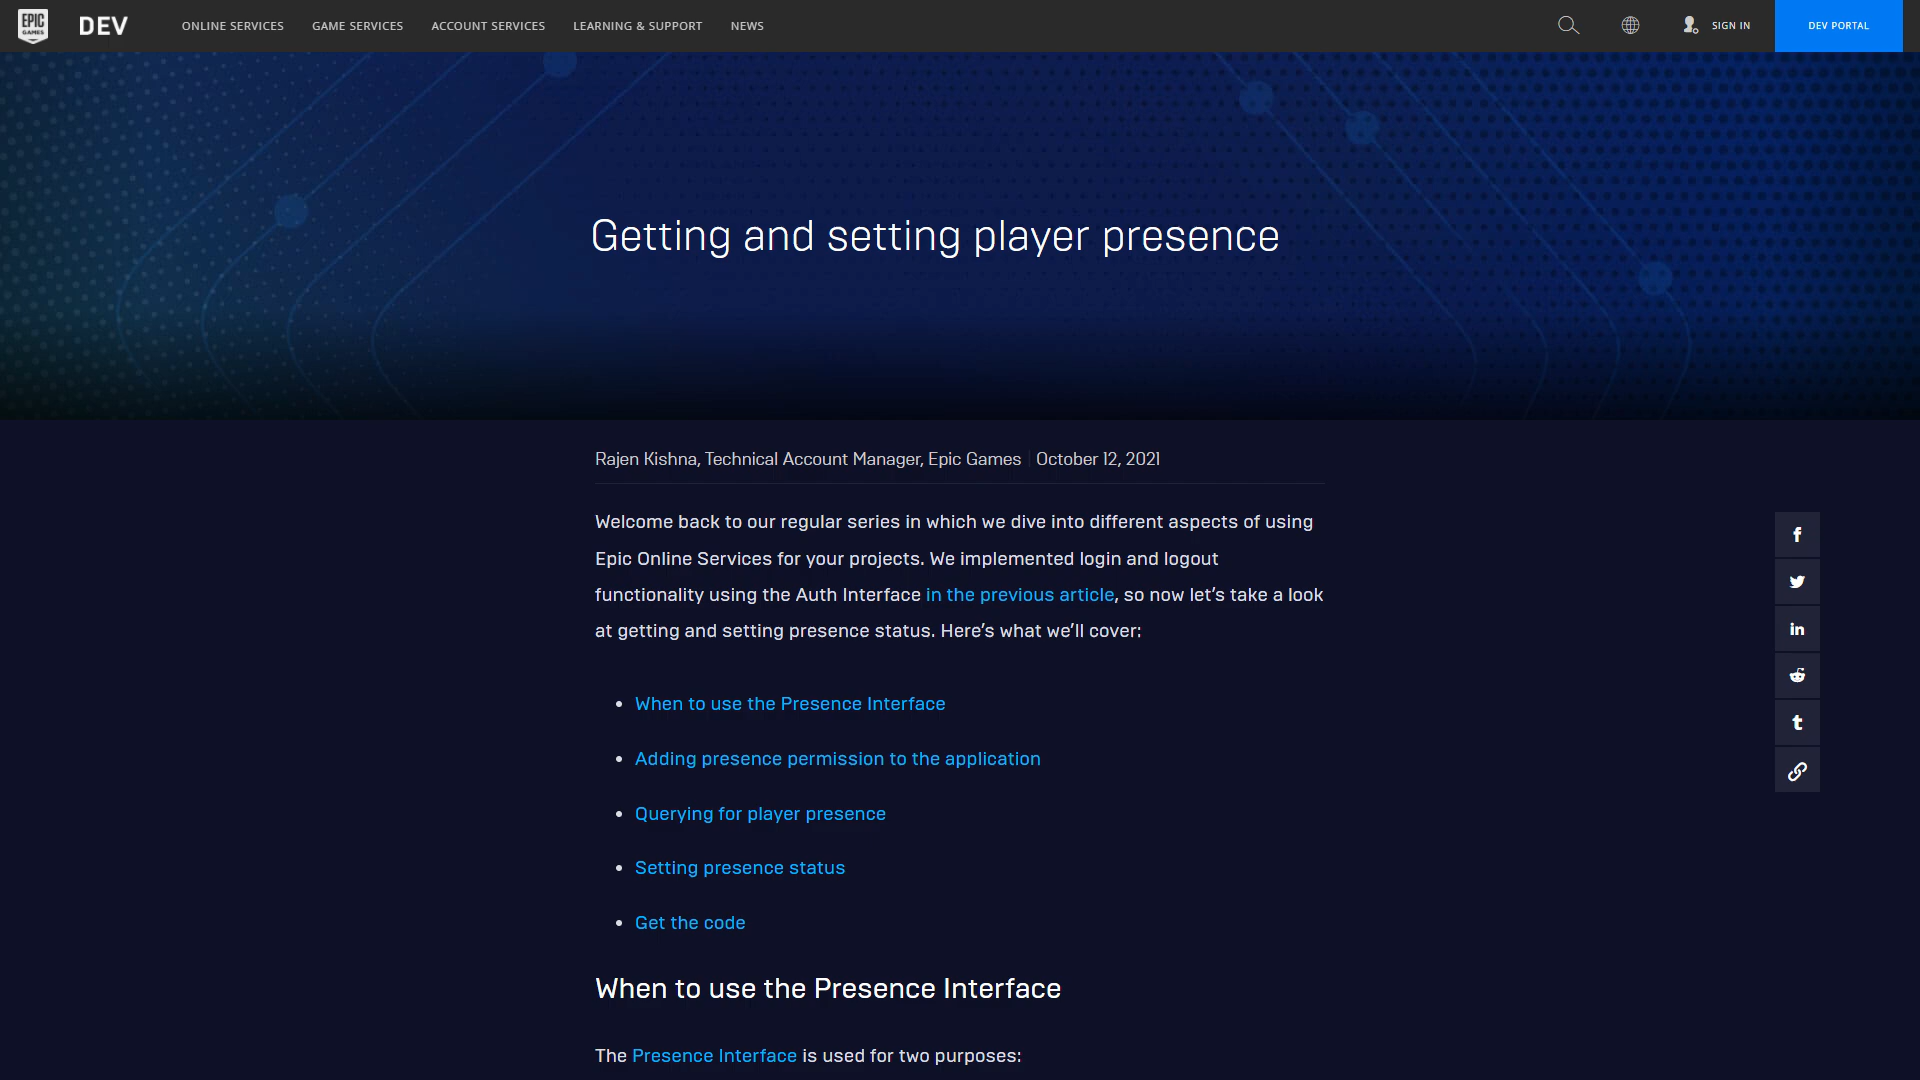 EPIC GAMES DEV ONLINE SERVICES GAME SERVICES ACCOUNT SERVICES LEARNING & SUPPORT NEWS SIGN IN DEV PORTAL
Getting and setting player presence
Rajen Kishna, Technical Account Manager, Epic Games | October 12, 2021
Welcome back to our regular series in which we dive into different aspects of using
Epic Online Services for your projects. We implemented login and logout
functionality using the Auth Interface in the previous article, so now let’s take a look
at getting and setting presence status. Here’s what we’ll cover:
• When to use the Presence Interface
• Adding presence permission to the application
• Querying for player presence
• Setting presence status
• Get the code
When to use the Presence Interface
The Presence Interface is used for two purposes: